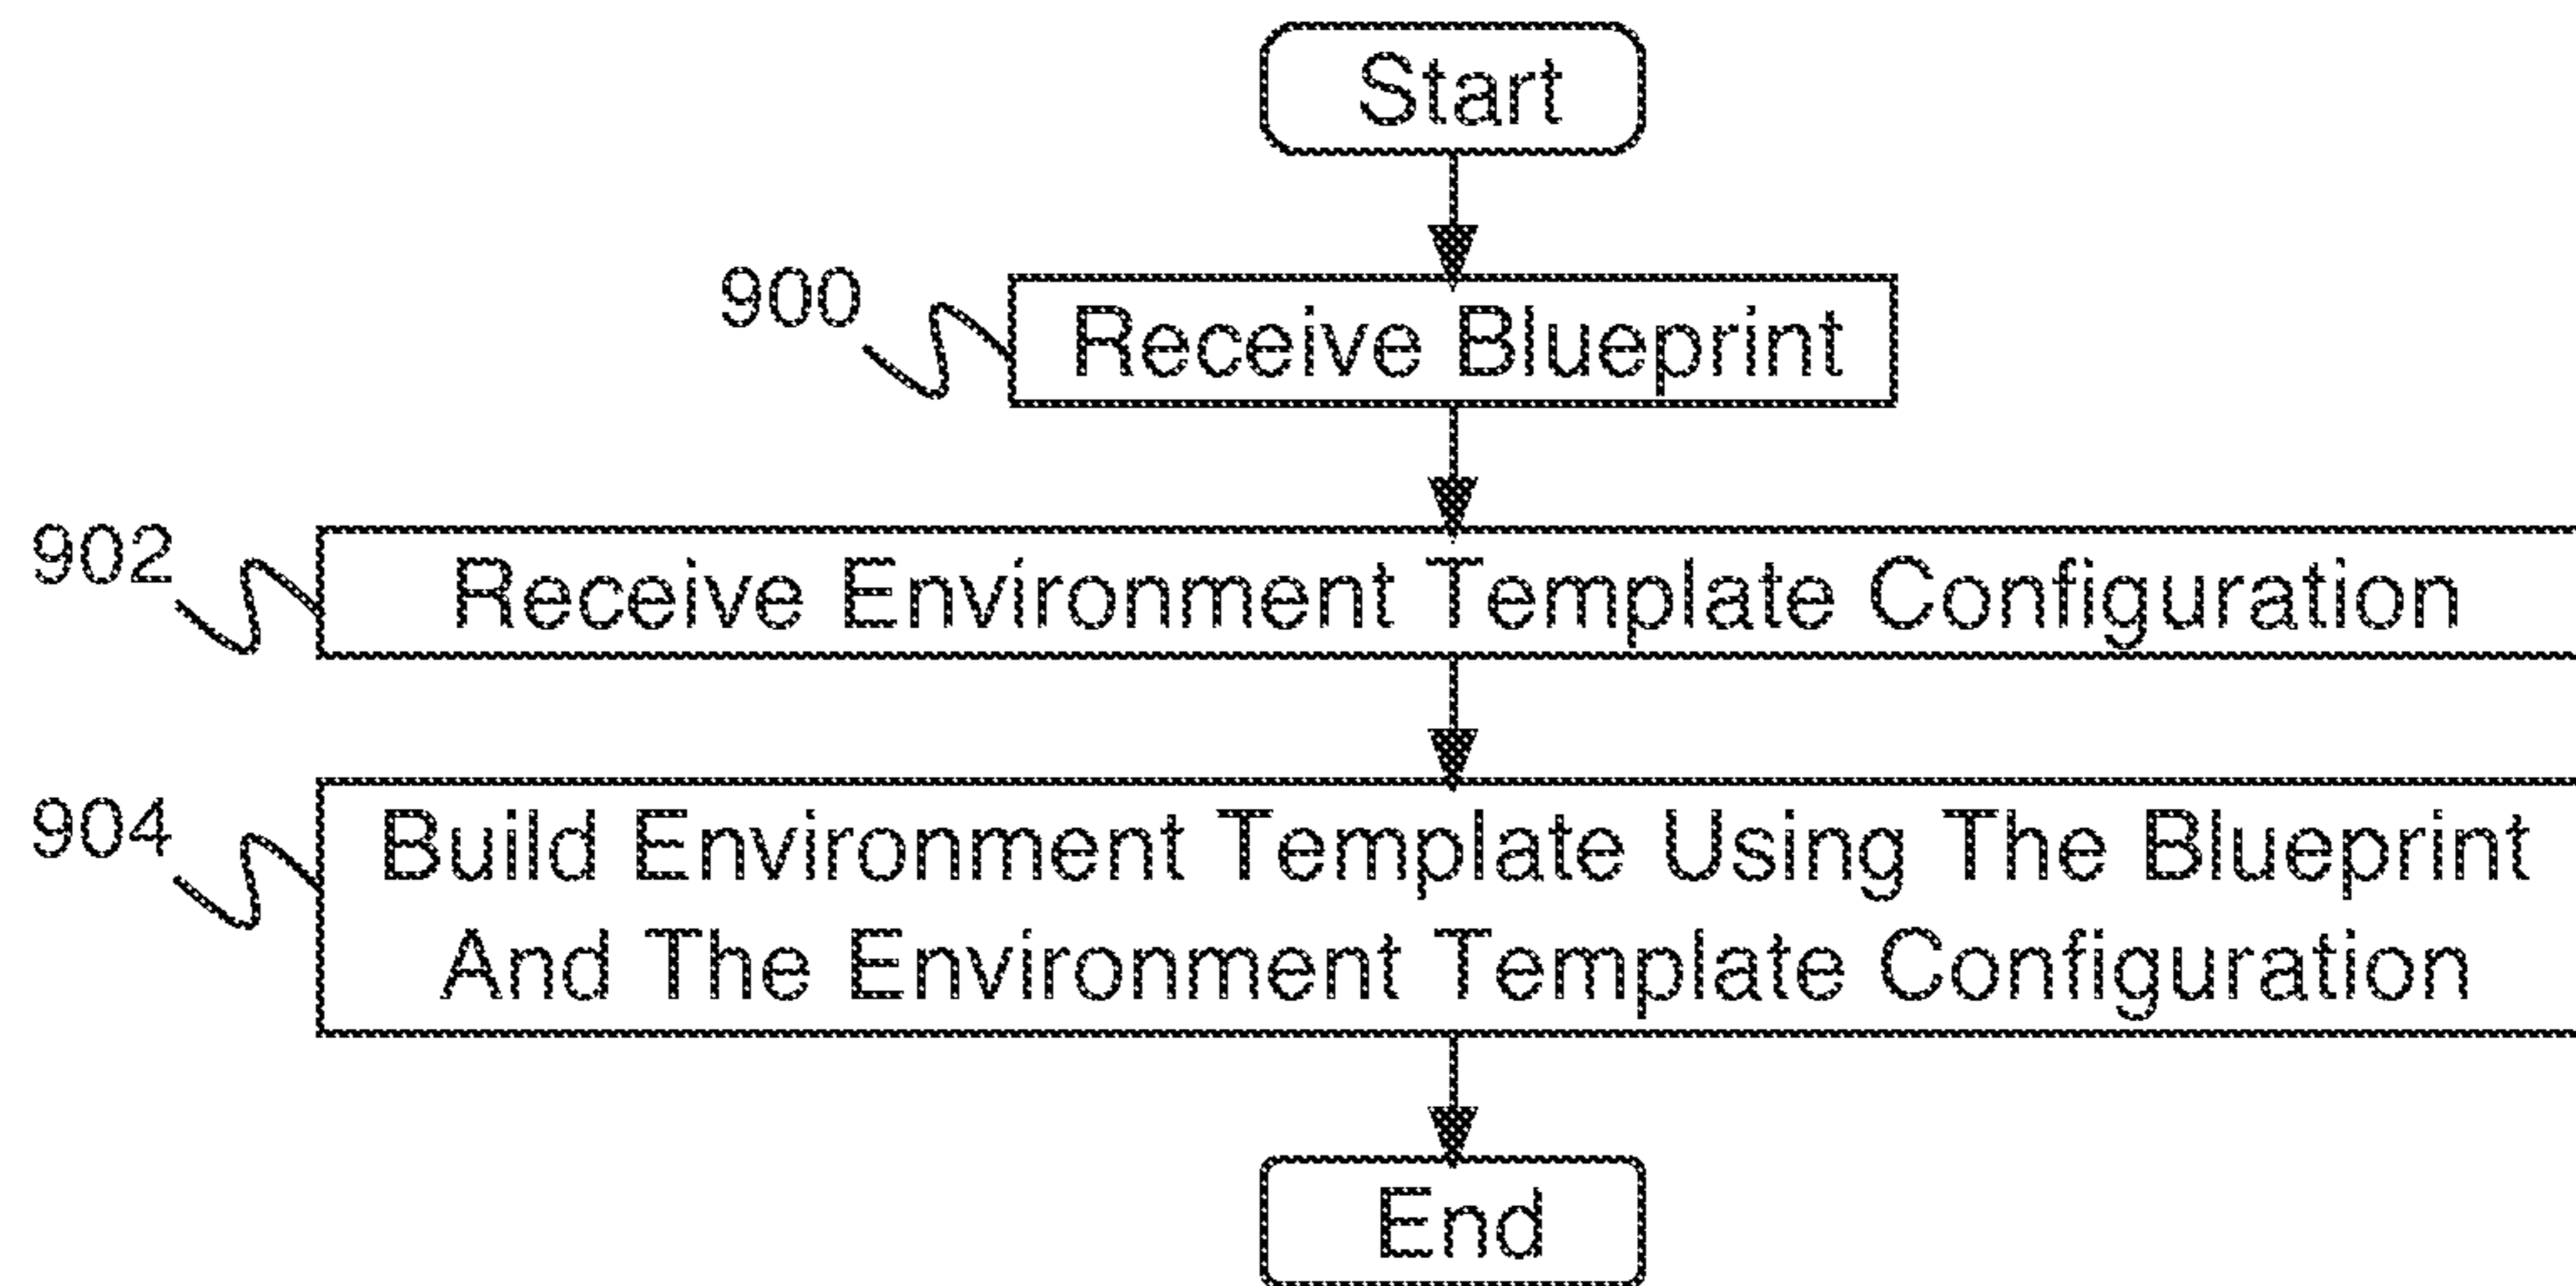 Start
900
Receive Blueprint
902
Receive Environment Template Configuration
904
Build Environment Template Using The Blueprint
And The Environment Template Configuration
End